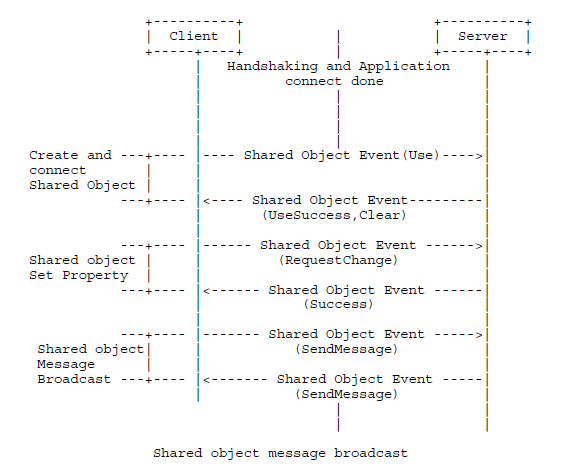 Client Server
Handshaking and Application
connect done
Create and ---+---- |---- Shared Object Event(Use)---->|
connect
Shared Object |
---+---- |<---- Shared Object Event---------
(UseSuccess,Clear)
---+---- |------ Shared Object Event ------>|
Shared object | (RequestChange)
Set Property |
---+---- |<------ Shared Object Event ------
(Success)
---+---- |------- Shared Object Event ----->|
Shared object| (SendMessage)
Message |
Broadcast ---+---- |<------- Shared Object Event -----
(SendMessage)
Shared object message broadcast